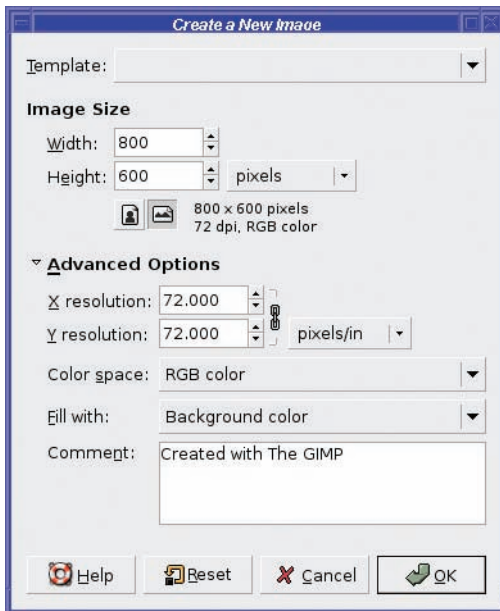 Create a New Image
Template:
Image Size
Width: 800
Height: 600 pixels
800 x 600 pixels
72 dpi, RGB color
Advanced Options
X resolution: 72.000
Y resolution: 72.000 pixels/in
Color space: RGB color
Fill with: Background color
Comment: Created with The GIMP
Help Reset Cancel OK